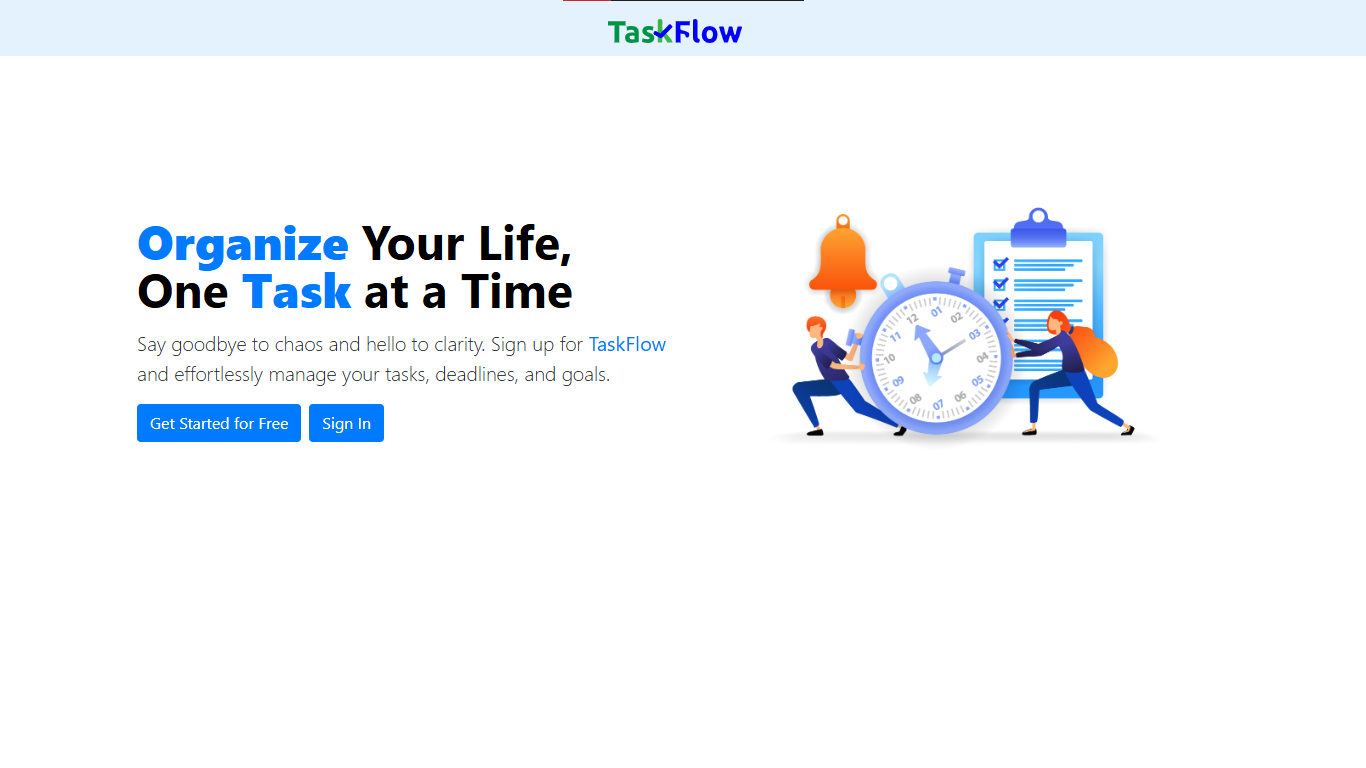 TaskFlow
Organize Your Life,
One Task at a Time
Say goodbye to chaos and hello to clarity. Sign up for TaskFlow
and effortlessly manage your tasks, deadlines, and goals.
Get Started for Free
Sign In
12
01
02
03
04
05
06
07
08
09
10
11